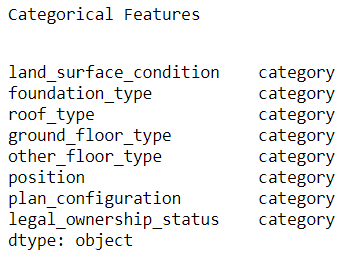 Categorical Features
land_surface_condition category
foundation_type category
roof_type category
ground_floor_type category
other_floor_type category
position category
plan_configuration category
legal_ownership_status category
dtype: object